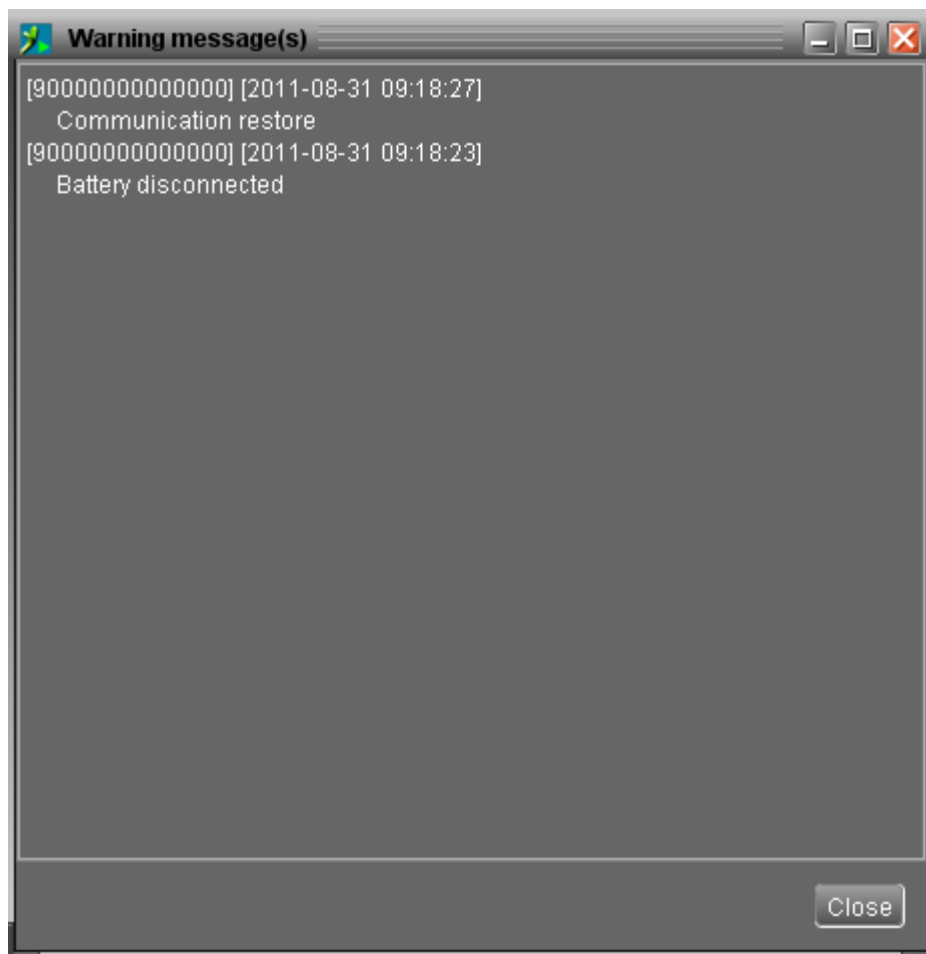 Warning message(s)
[90000000000000] [2011-08-31 09:18:27]
Communication restore
[90000000000000] [2011-08-31 09:18:23]
Battery disconnected
Close